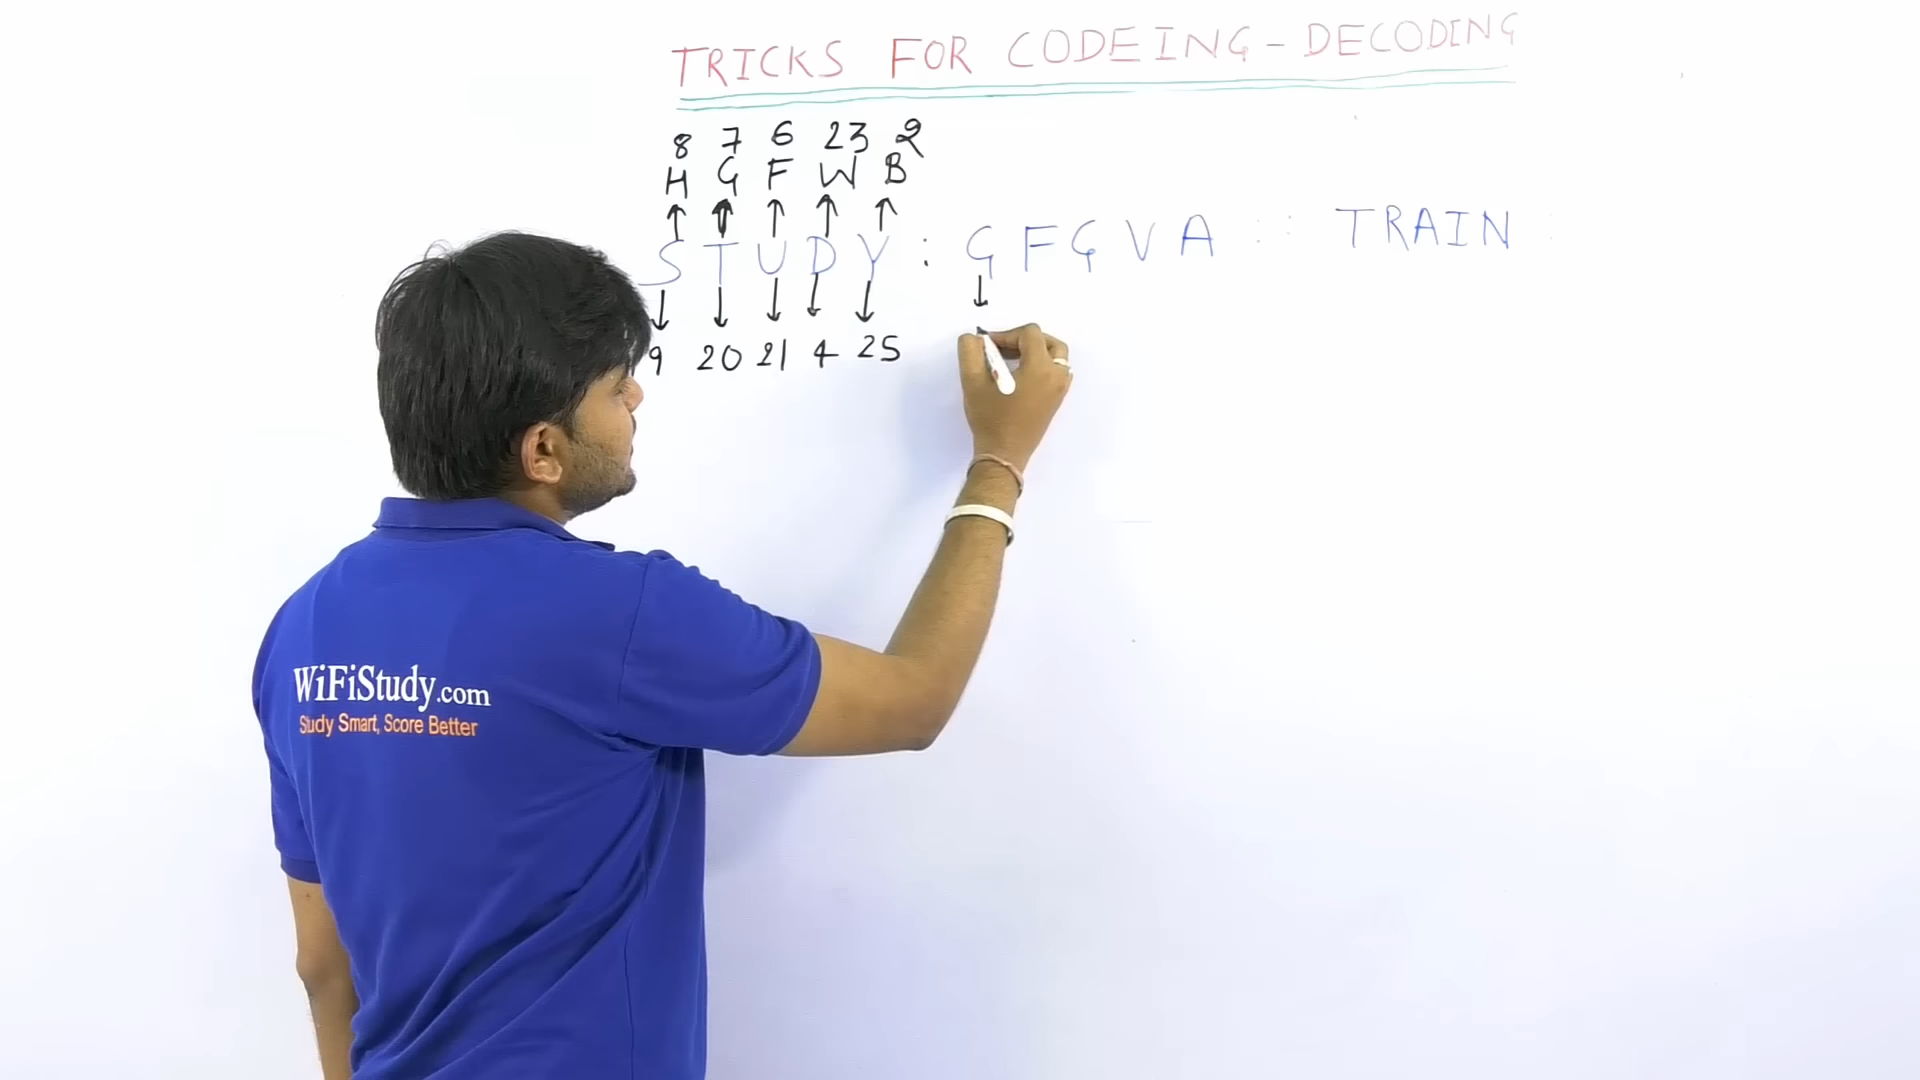 TRICKS FOR CODEING - DECODING
8 7 6 23 2
H G F W B
S T U D Y : G F G V A :: TRAIN
9 20 21 4 25
WiFiStudy.com
Study Smart, Score Better